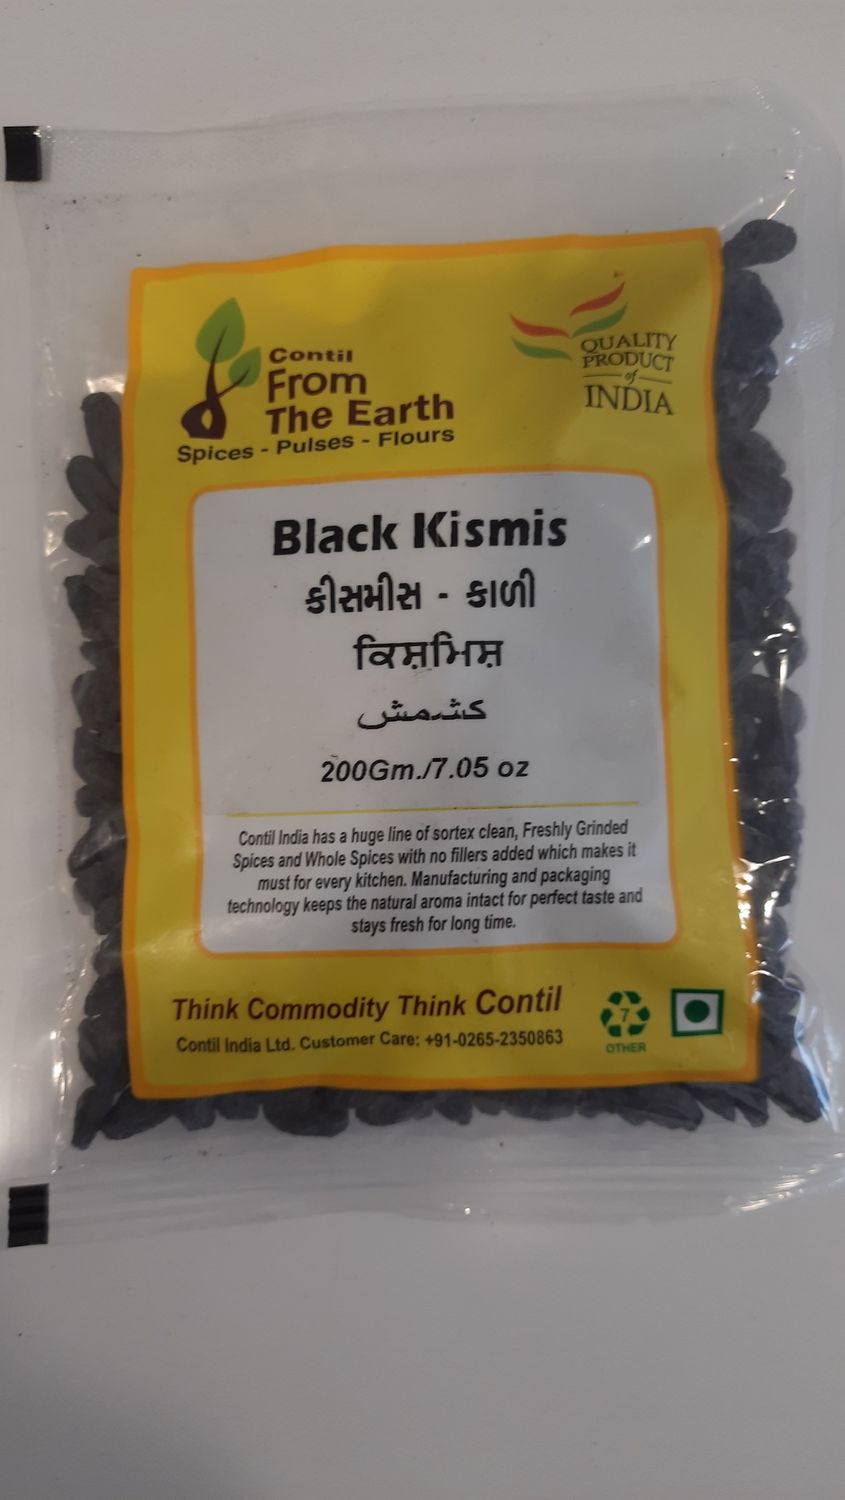 Contil
From
The Earth
Spices - Pulses - Flours
QUALITY
PRODUCT
of
INDIA
Black Kismis
કીસમીસ - કાળી
ਕਿਸ਼ਮਿਸ਼
کشمش
200Gm./7.05 oz
Contil India has a huge line of sortex clean, Freshly Grinded
Spices and Whole Spices with no fillers added which makes it
must for every kitchen. Manufacturing and packaging
technology keeps the natural aroma intact for perfect taste and
stays fresh for long time.
Think Commodity Think Contil
Contil India Ltd. Customer Care: +91-0265-2350863
7
OTHER